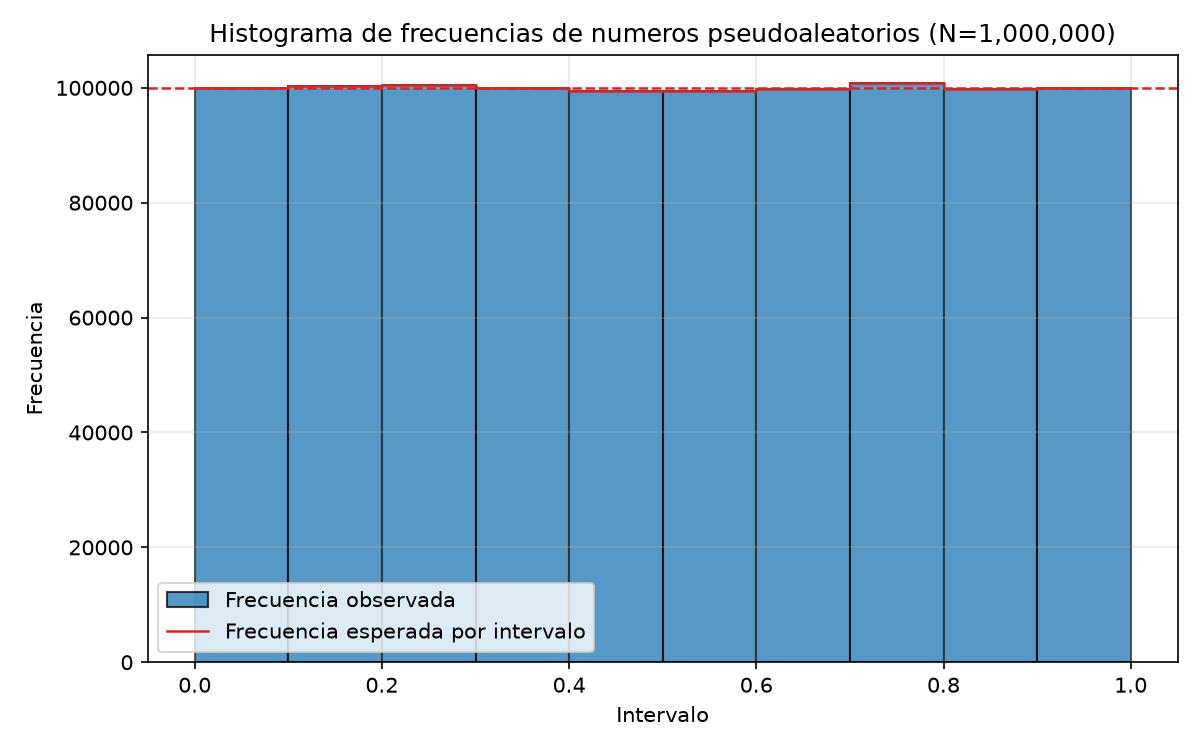 Histograma de frecuencias de numeros pseudoaleatorios (N=1,000,000)
100000
80000
60000
40000
20000
0
Frecuencia
Frecuencia observada
Frecuencia esperada por intervalo
0.0 0.2 0.4 0.6 0.8 1.0
Intervalo